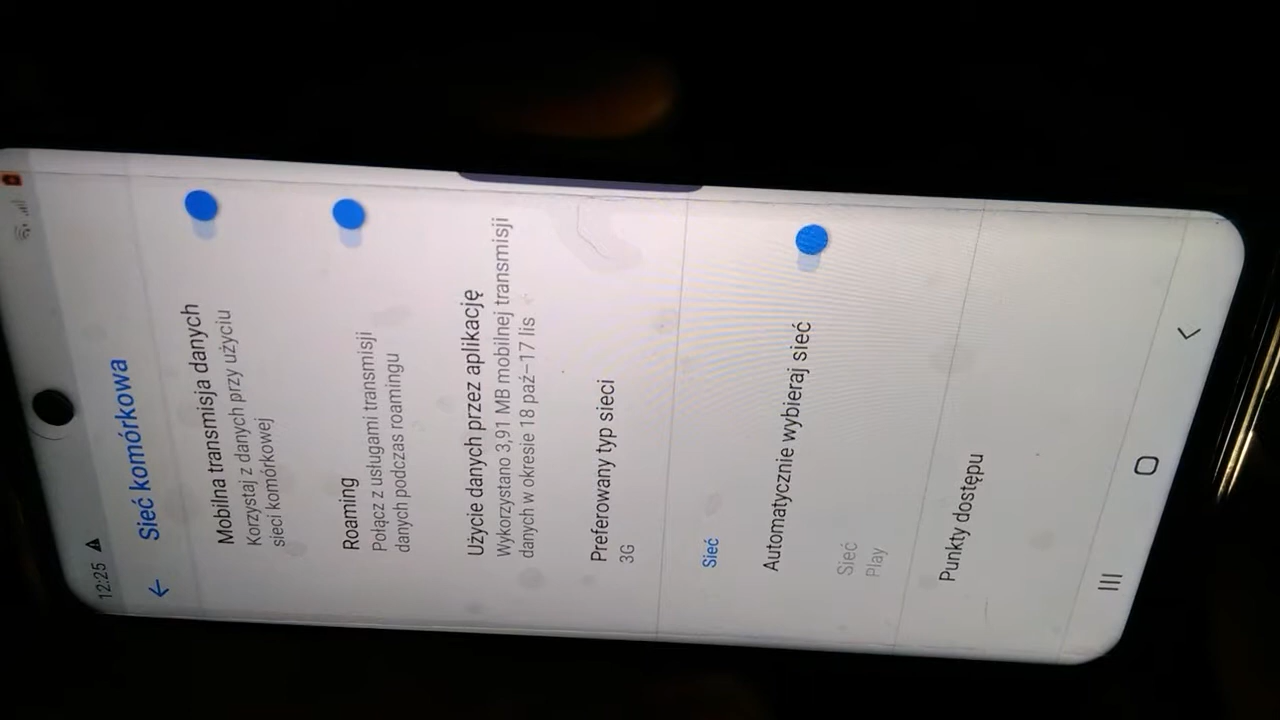 12:25
Sieć komórkowa
Mobilna transmisja danych
Korzystaj z danych przy użyciu
sieci komórkowej
Roaming
Połącz z usługami transmisji
danych podczas roamingu
Użycie danych przez aplikację
Wykorzystano 3,91 MB mobilnej transmisji
danych w okresie 18 paź–17 lis
Preferowany typ sieci
3G
Sieć
Automatycznie wybieraj sieć
Sieć
Play
Punkty dostępu